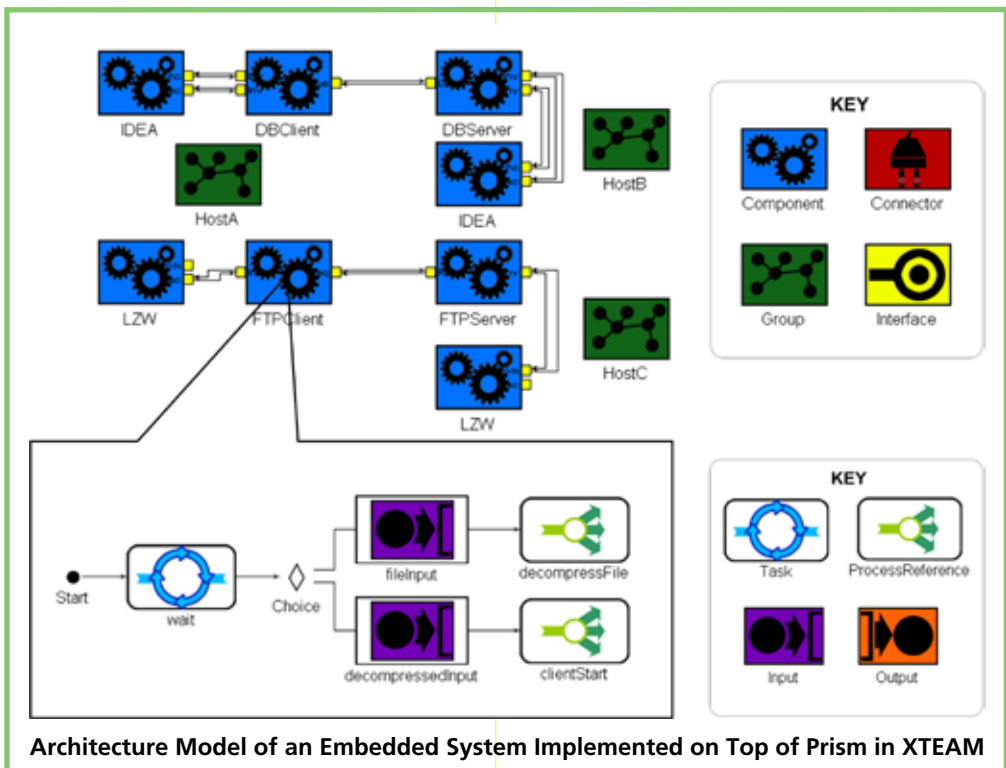 IDEA DBClient DBServer
HostA
IDEA
HostB
LZW FTPClient FTPServer
LZW
HostC
KEY
Component Connector
Group Interface
Start
wait
Choice
fileInput decompressFile
decompressedInput clientStart
KEY
Task ProcessReference
Input Output
Architecture Model of an Embedded System Implemented on Top of Prism in XTEAM